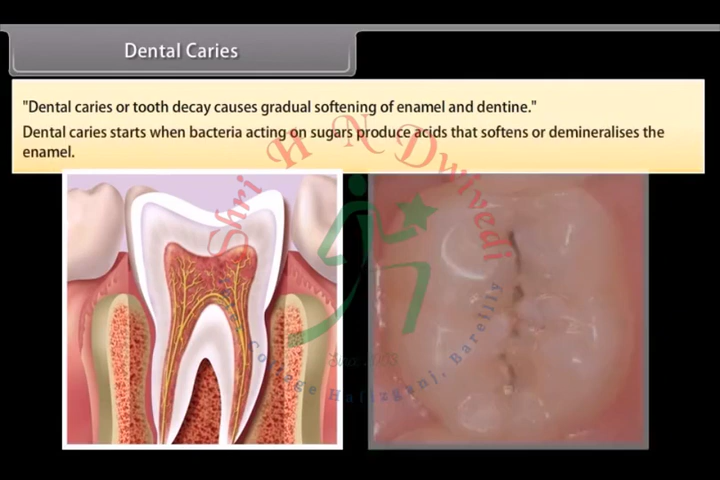 Dental Caries
"Dental caries or tooth decay causes gradual softening of enamel and dentine."
Dental caries starts when bacteria acting on sugars produce acids that softens or demineralises the
enamel.
Shri H N Dwivedi
Inter College Hafizganj, Bareilly